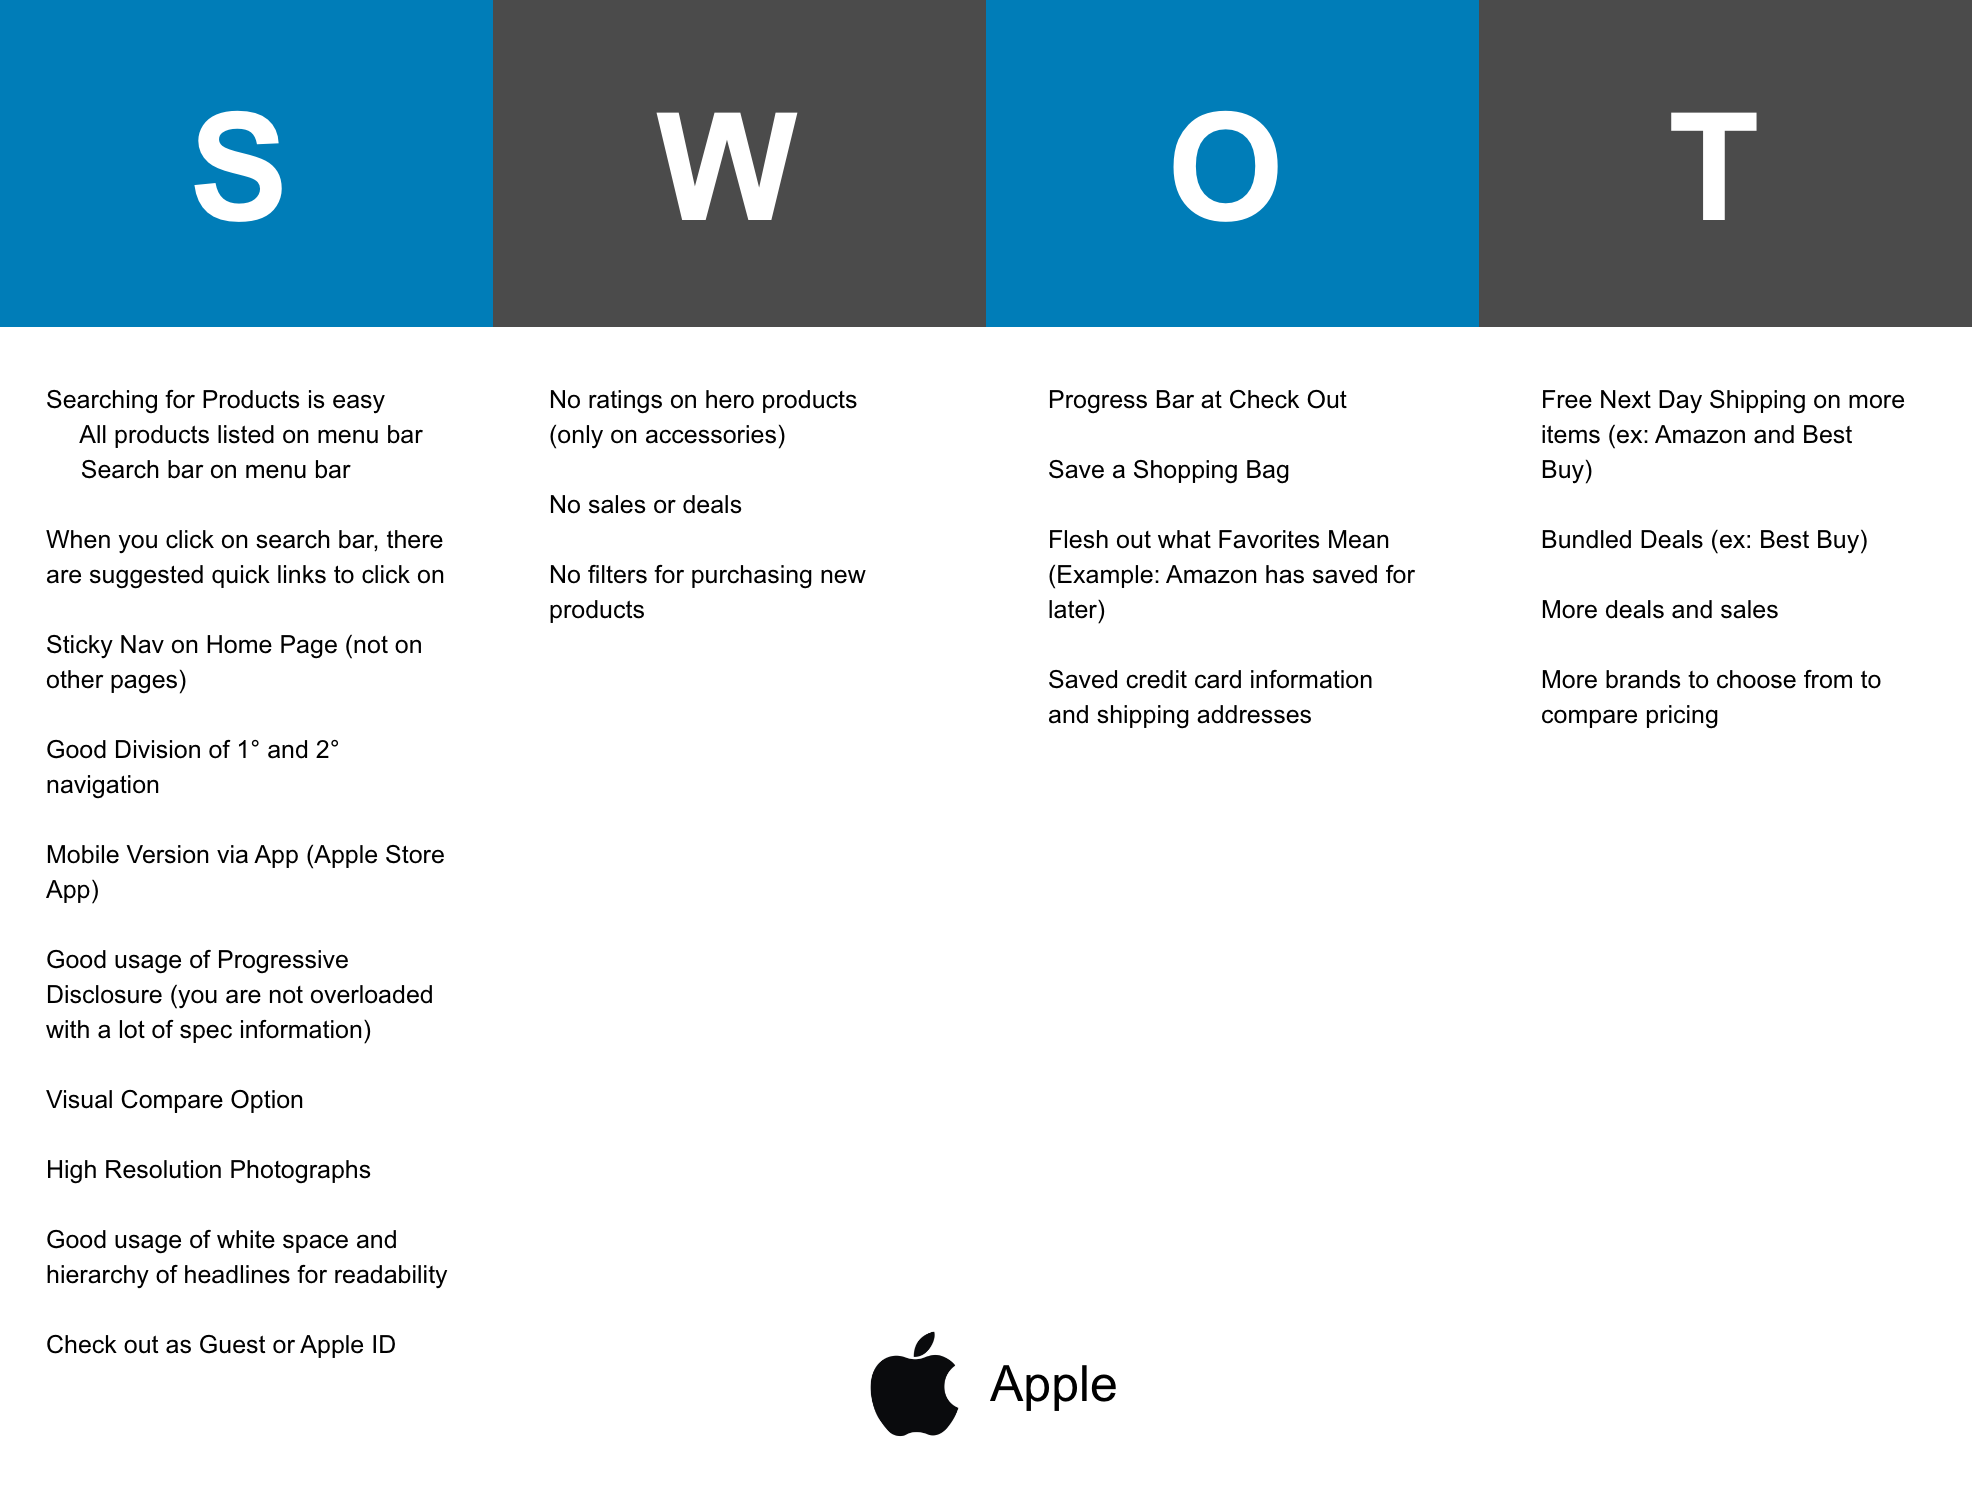 S
W
O
T
Searching for Products is easy
All products listed on menu bar
Search bar on menu bar
When you click on search bar, there
are suggested quick links to click on
Sticky Nav on Home Page (not on
other pages)
Good Division of 1° and 2°
navigation
Mobile Version via App (Apple Store
App)
Good usage of Progressive
Disclosure (you are not overloaded
with a lot of spec information)
Visual Compare Option
High Resolution Photographs
Good usage of white space and
hierarchy of headlines for readability
Check out as Guest or Apple ID
No ratings on hero products
(only on accessories)
No sales or deals
No filters for purchasing new
products
Progress Bar at Check Out
Save a Shopping Bag
Flesh out what Favorites Mean
(Example: Amazon has saved for
later)
Saved credit card information
and shipping addresses
Free Next Day Shipping on more
items (ex: Amazon and Best
Buy)
Bundled Deals (ex: Best Buy)
More deals and sales
More brands to choose from to
compare pricing
Apple